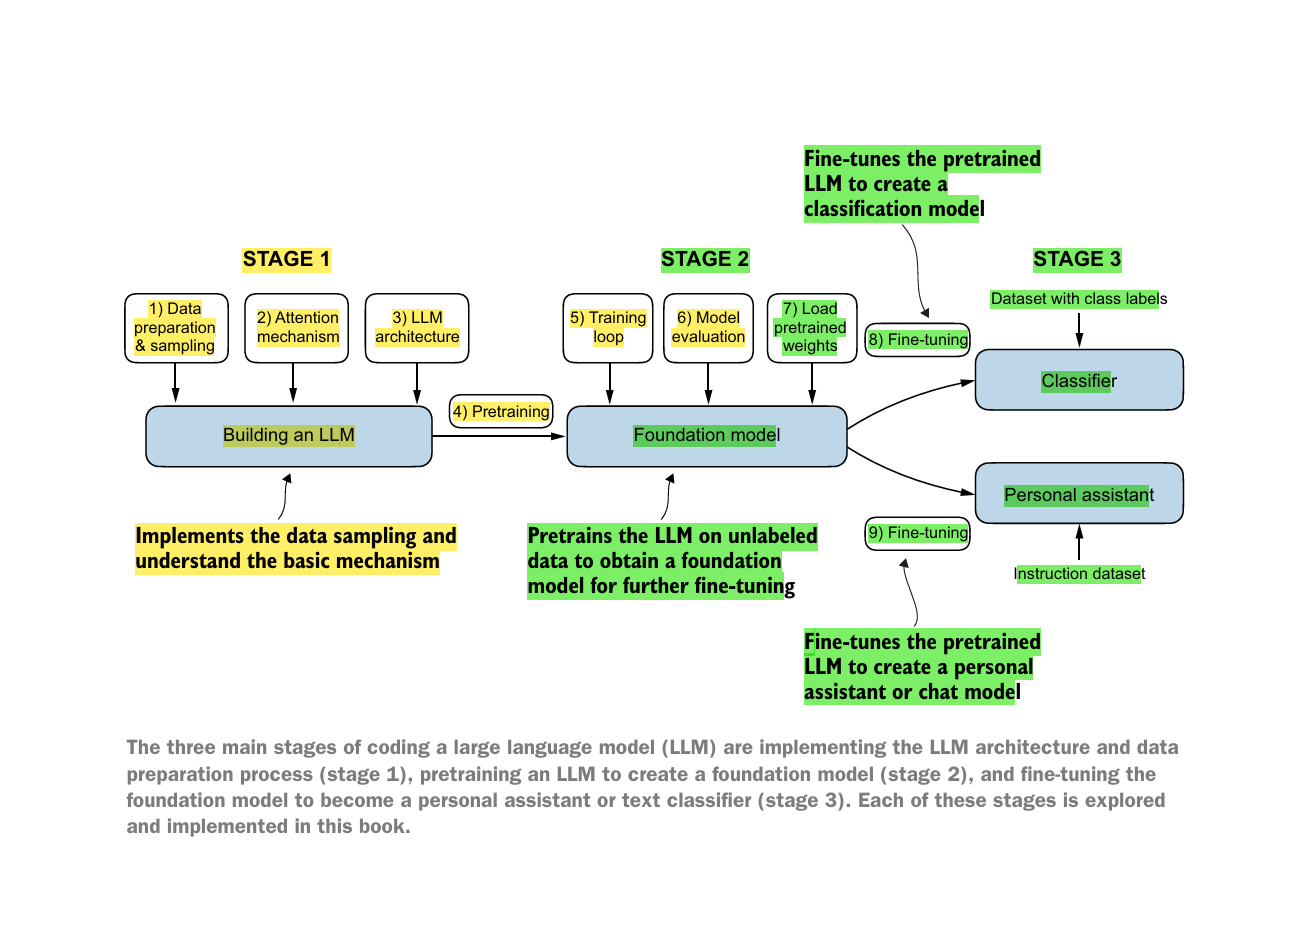 Fine-tunes the pretrained
LLM to create a
classification model
STAGE 1
STAGE 2
STAGE 3
1) Data
preparation
& sampling
2) Attention
mechanism
3) LLM
architecture
5) Training
loop
6) Model
evaluation
7) Load
pretrained
weights
Dataset with class labels
8) Fine-tuning
Classifier
4) Pretraining
Building an LLM
Foundation model
Personal assistant
9) Fine-tuning
Instruction dataset
Implements the data sampling and
understand the basic mechanism
Pretrains the LLM on unlabeled
data to obtain a foundation
model for further fine-tuning
Fine-tunes the pretrained
LLM to create a personal
assistant or chat model
The three main stages of coding a large language model (LLM) are implementing the LLM architecture and data
preparation process (stage 1), pretraining an LLM to create a foundation model (stage 2), and fine-tuning the
foundation model to become a personal assistant or text classifier (stage 3). Each of these stages is explored
and implemented in this book.